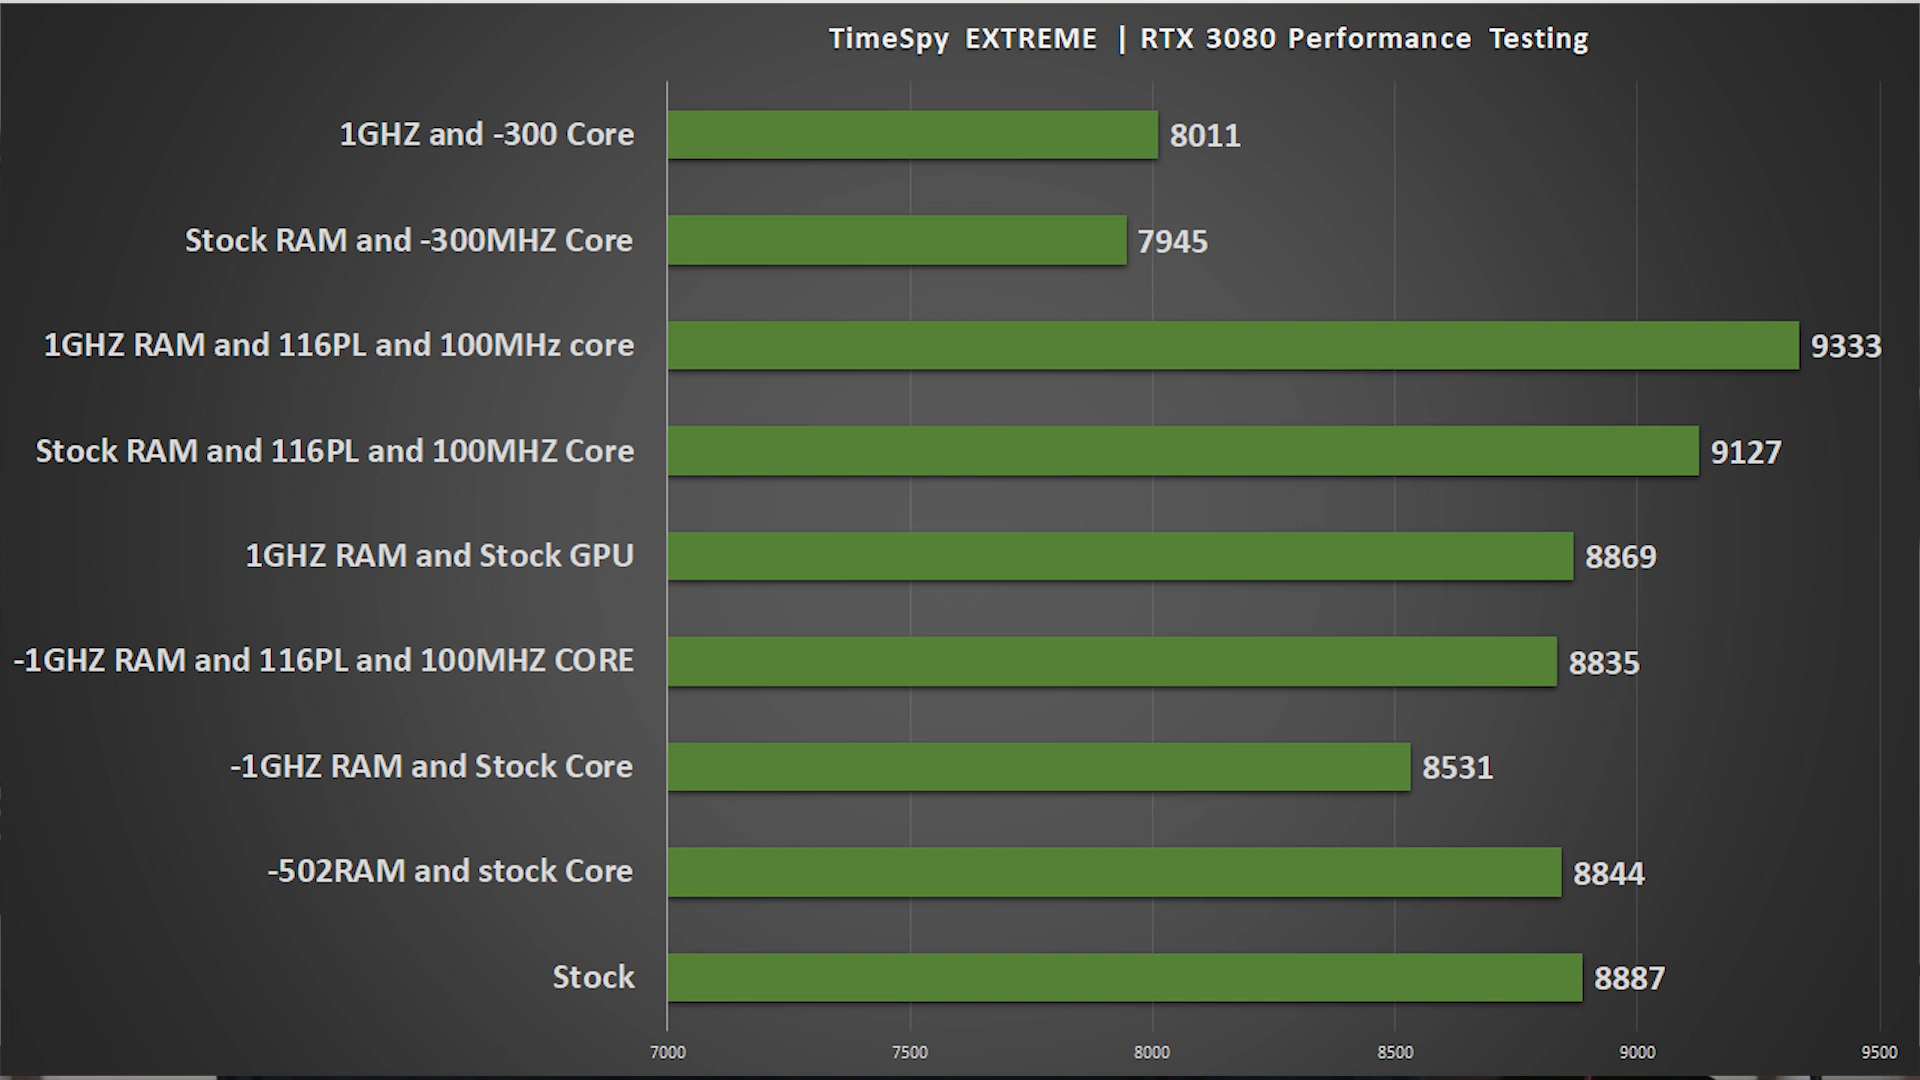 TimeSpy EXTREME | RTX 3080 Performance Testing
1GHZ and -300 Core 8011
Stock RAM and -300MHZ Core 7945
1GHZ RAM and 116PL and 100MHz core 9333
Stock RAM and 116PL and 100MHZ Core 9127
1GHZ RAM and Stock GPU 8869
-1GHZ RAM and 116PL and 100MHZ CORE 8835
-1GHZ RAM and Stock Core 8531
-502RAM and stock Core 8844
Stock 8887
7000 7500 8000 8500 9000 9500